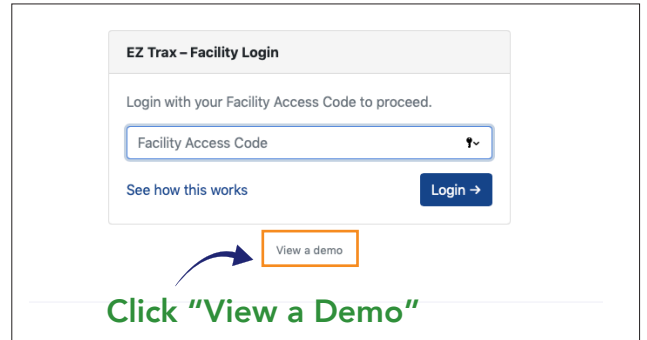 EZ Trax – Facility Login
Login with your Facility Access Code to proceed.
Facility Access Code
See how this works
Login →
View a demo
Click “View a Demo”